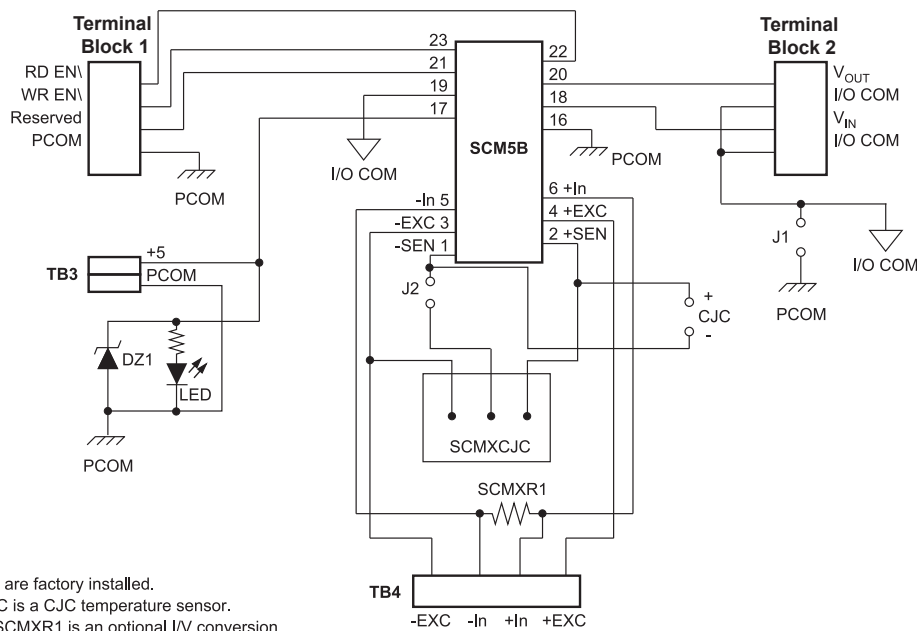 Terminal
Block 1
RD EN\
WR EN\
Reserved
PCOM
PCOM
23
21
19
17
I/O COM
SCM5B
22
20
18
16
PCOM
Terminal
Block 2
VOUT
I/O COM
VIN
I/O COM
J1
PCOM
I/O COM
-In 5
-EXC 3
-SEN 1
6 +In
4 +EXC
2 +SEN
J2
+
CJC
-
TB3
+5
PCOM
DZ1
LED
PCOM
SCMXCJC
SCMXR1
TB4
-EXC -In +In +EXC
are factory installed.
C is a CJC temperature sensor.
SCMXR1 is an optional I/V conversion